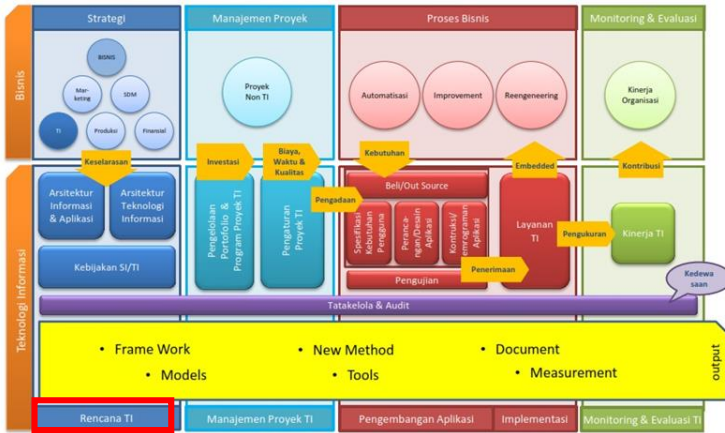 Strategi
Manajemen Proyek
Proses Bisnis
Monitoring & Evaluasi
Bisnis
BISNIS
Mar-
keting
SDM
TI
Produksi
Finansial
Proyek
Non TI
Automatisasi
Improvement
Reengeneering
Kinerja
Organisasi
Keselarasan
Investasi
Biaya,
Waktu &
Kualitas
Kebutuhan
Embedded
Kontribusi
Teknologi Informasi
Arsitektur
Informasi
& Aplikasi
Arsitektur
Teknologi
Informasi
Kebijakan SI/TI
Pengelolaan
Portofolio &
Program Proyek TI
Pengaturan
Proyek TI
Pengadaan
Beli/Out Source
Spesifikasi
Kebutuhan
Pengguna
Peranca-
ngan/Desain
Aplikasi
Kontruksi/
Pemrograman
Aplikasi
Pengujian
Penerimaan
Layanan
TI
Pengukuran
Kinerja TI
Kedewa
saan
Tatakelola & Audit
• Frame Work
• New Method
• Document
• Models
• Tools
• Measurement
output
Rencana TI
Manajemen Proyek TI
Pengembangan Aplikasi
Implementasi
Monitoring & Evaluasi TI